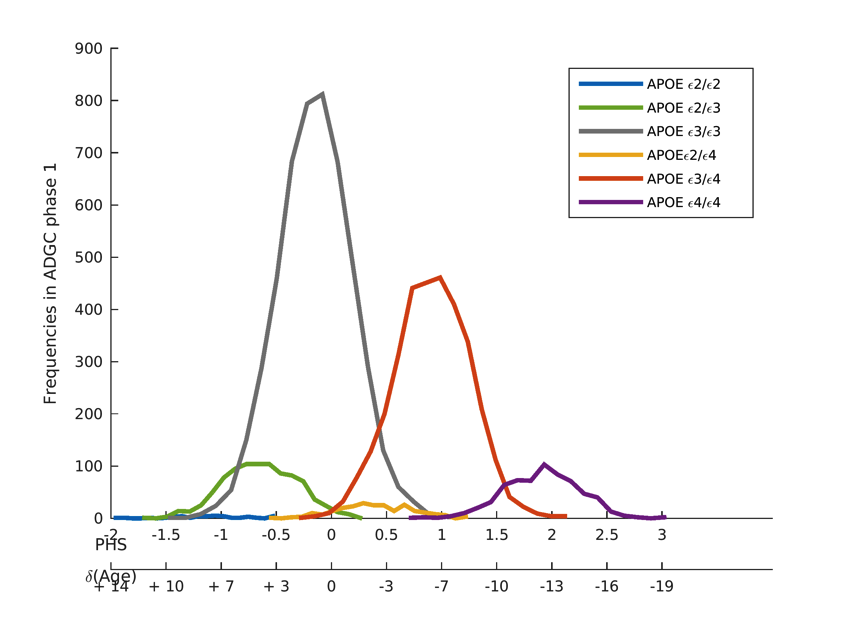 900
800
700
600
500
400
300
200
100
0
Frequencies in ADGC phase 1
APOE ϵ2/ϵ2
APOE ϵ2/ϵ3
APOE ϵ3/ϵ3
APOEϵ2/ϵ4
APOE ϵ3/ϵ4
APOE ϵ4/ϵ4
-2 -1.5 -1 -0.5 0 0.5 1 1.5 2 2.5 3
PHS
δ(Age)
+ 14 + 10 + 7 + 3 0 -3 -7 -10 -13 -16 -19